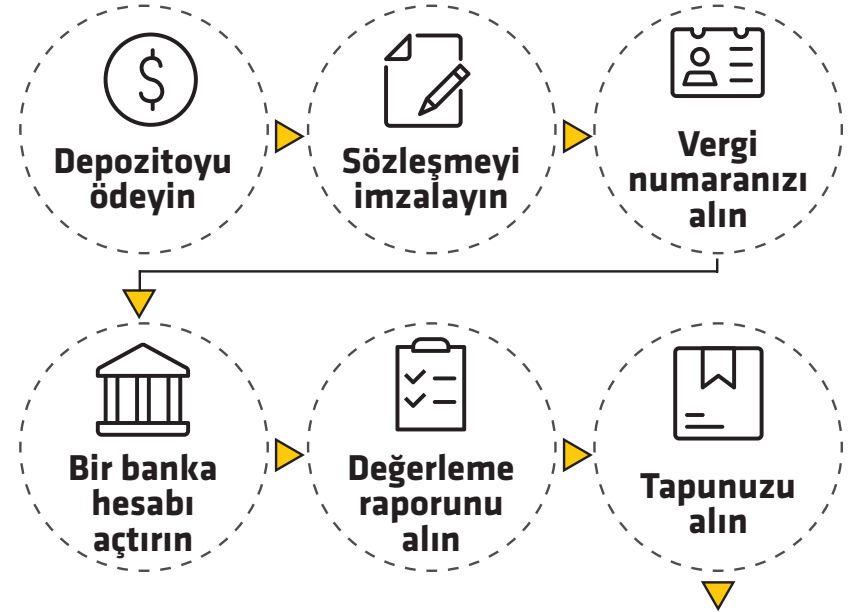 $
Depozitoyu
ödeyin
Sözleşmeyi
imzalayın
Vergi
numaranızı
alın
Bir banka
hesabı
açtırın
Değerleme
raporunu
alın
Tapunuzu
alın